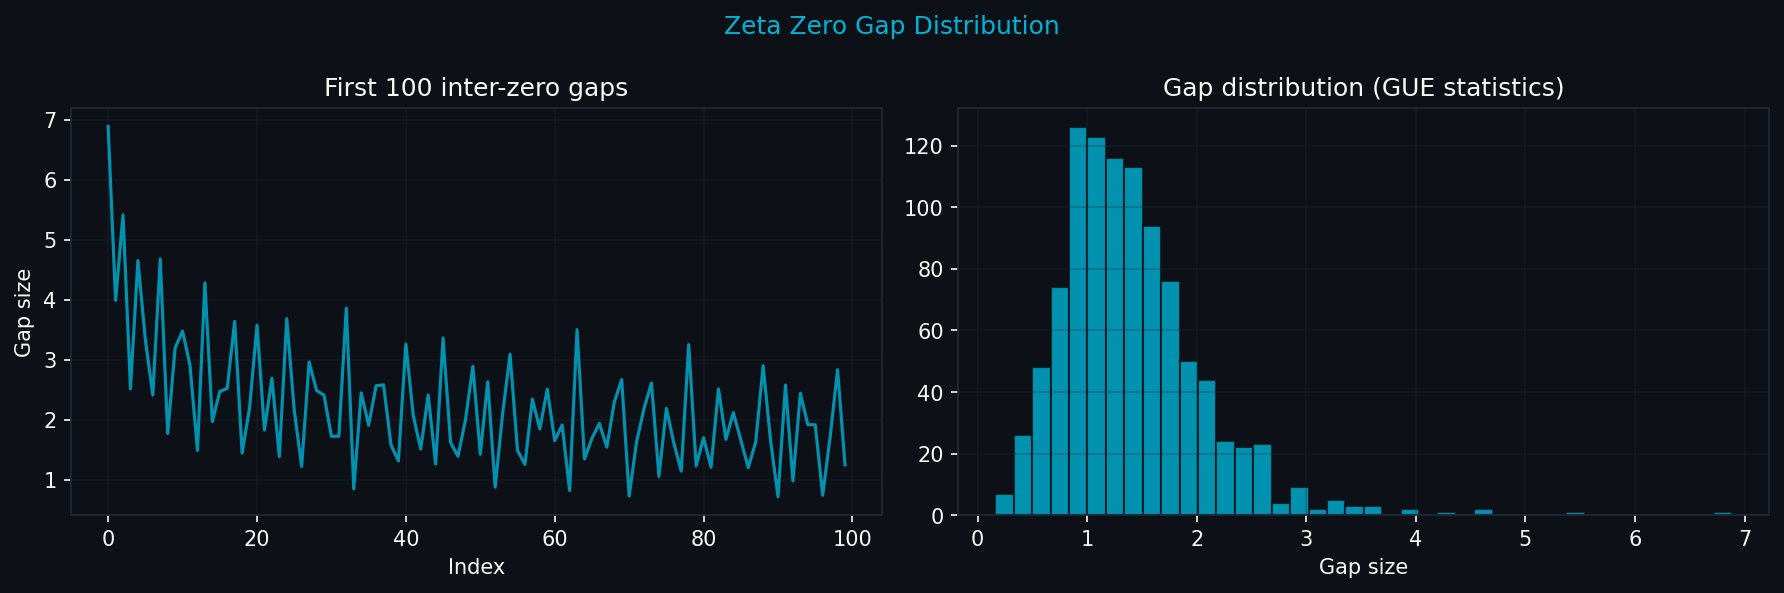 Zeta Zero Gap Distribution
First 100 inter-zero gaps
Gap size
7
6
5
4
3
2
1
0 20 40 60 80 100
Index
Gap distribution (GUE statistics)
120
100
80
60
40
20
0
0 1 2 3 4 5 6 7
Gap size